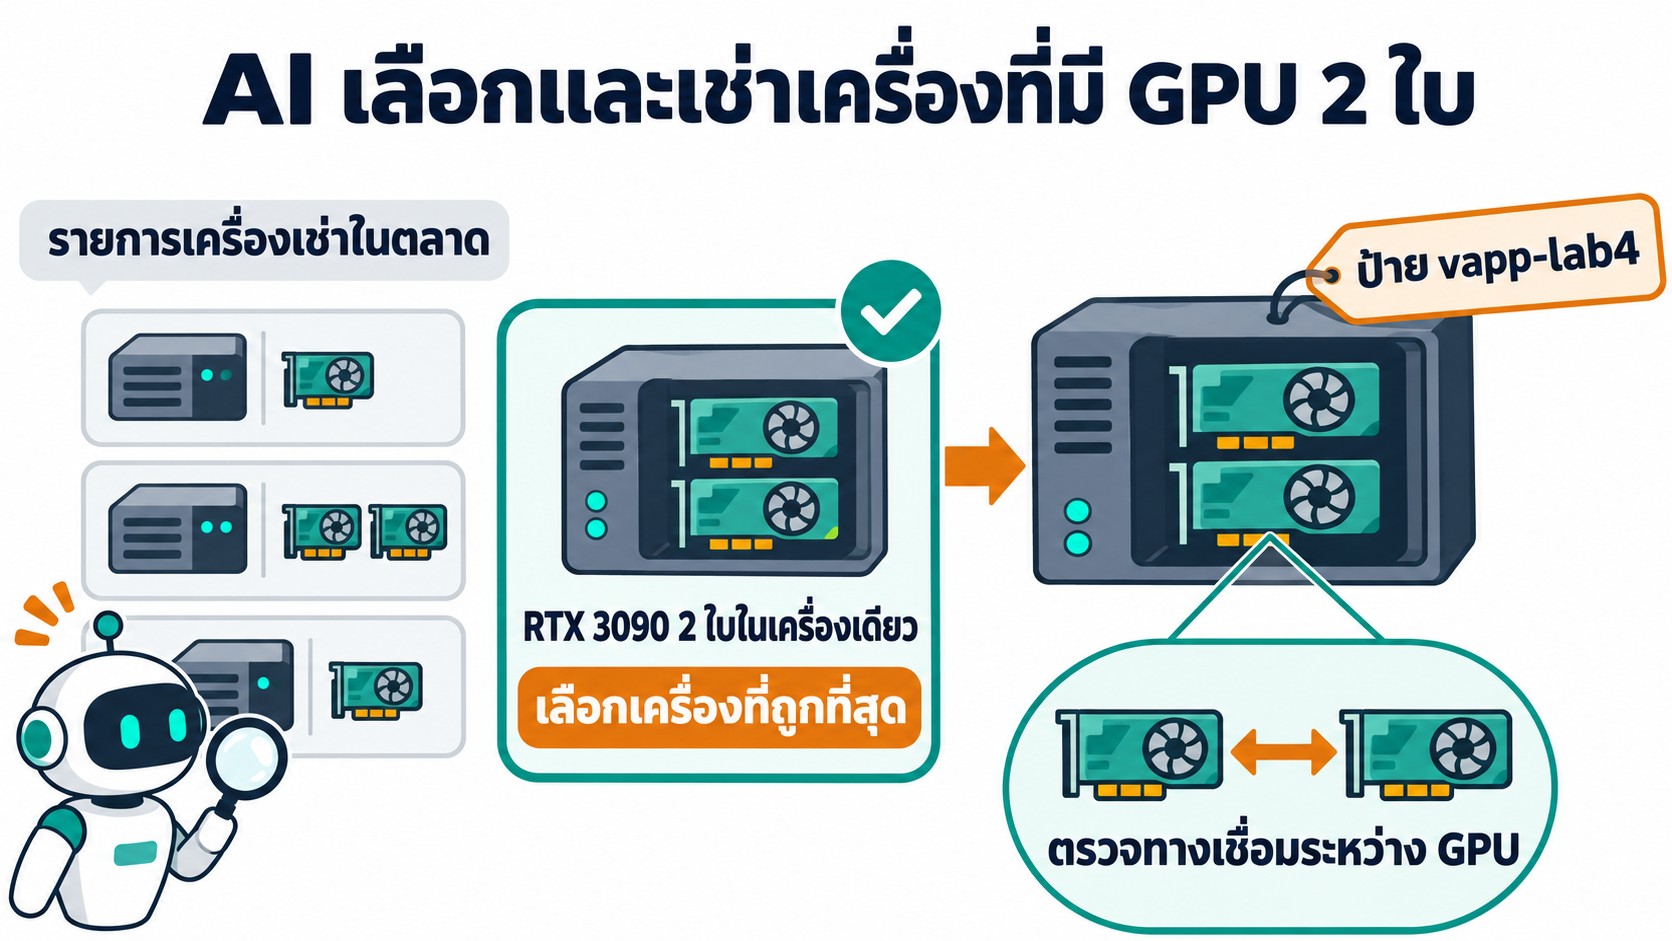 AI เลือกและเช่าเครื่องที่มี GPU 2 ใบ
รายการเครื่องเช่าในตลาด
ป้าย vapp-lab4
RTX 3090 2 ใบในเครื่องเดียว
เลือกเครื่องที่ถูกที่สุด
ตรวจทางเชื่อมระหว่าง GPU